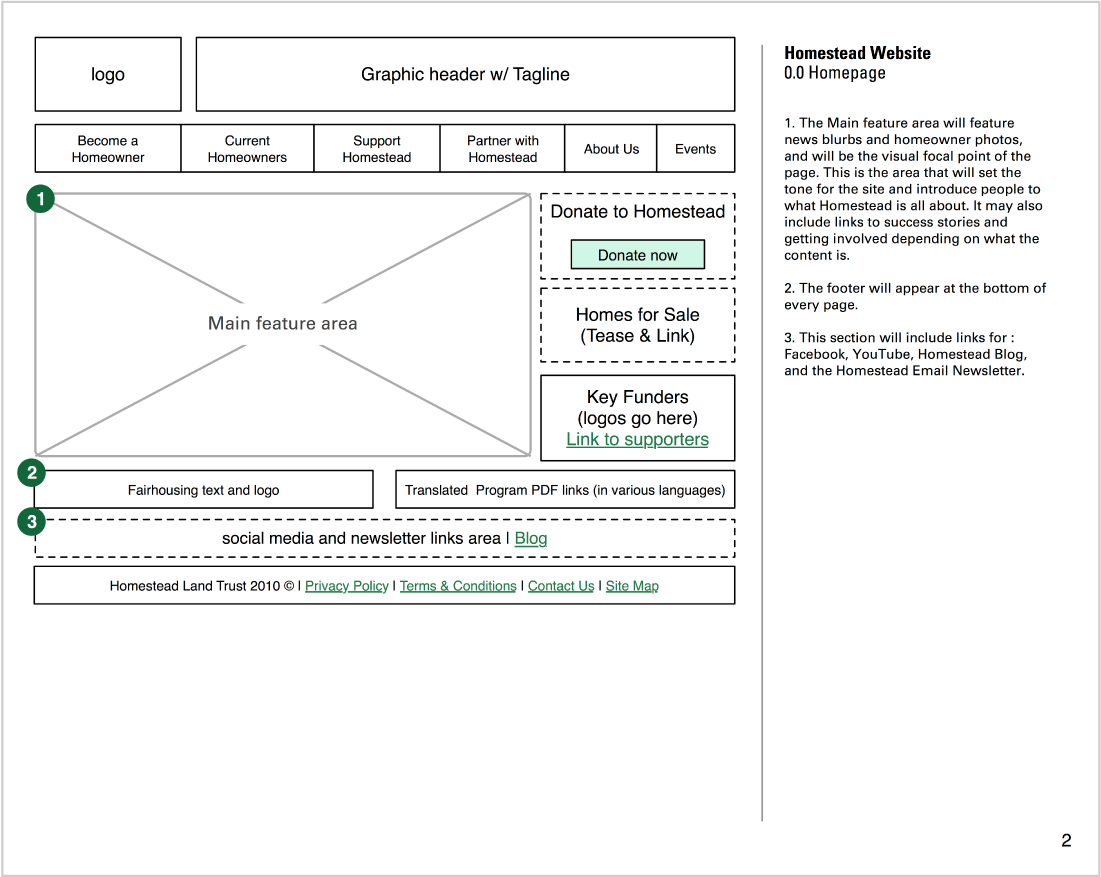 logo
Graphic header w/ Tagline
Become a
Homeowner
Current
Homeowners
Support
Homestead
Partner with
Homestead
About Us
Events
1
Main feature area
Donate to Homestead
Donate now
Homes for Sale
(Tease & Link)
Key Funders
(logos go here)
Link to supporters
2
Fairhousing text and logo
Translated  Program PDF links (in various languages)
3
social media and newsletter links area | Blog
Homestead Land Trust 2010 © | Privacy Policy | Terms & Conditions | Contact Us | Site Map
Homestead Website
0.0 Homepage
1. The Main feature area will feature
news blurbs and homeowner photos,
and will be the visual focal point of the
page. This is the area that will set the
tone for the site and introduce people to
what Homestead is all about. It may also
include links to success stories and
getting involved depending on what the
content is.
2. The footer will appear at the bottom of
every page.
3. This section will include links for :
Facebook, YouTube, Homestead Blog,
and the Homestead Email Newsletter.
2